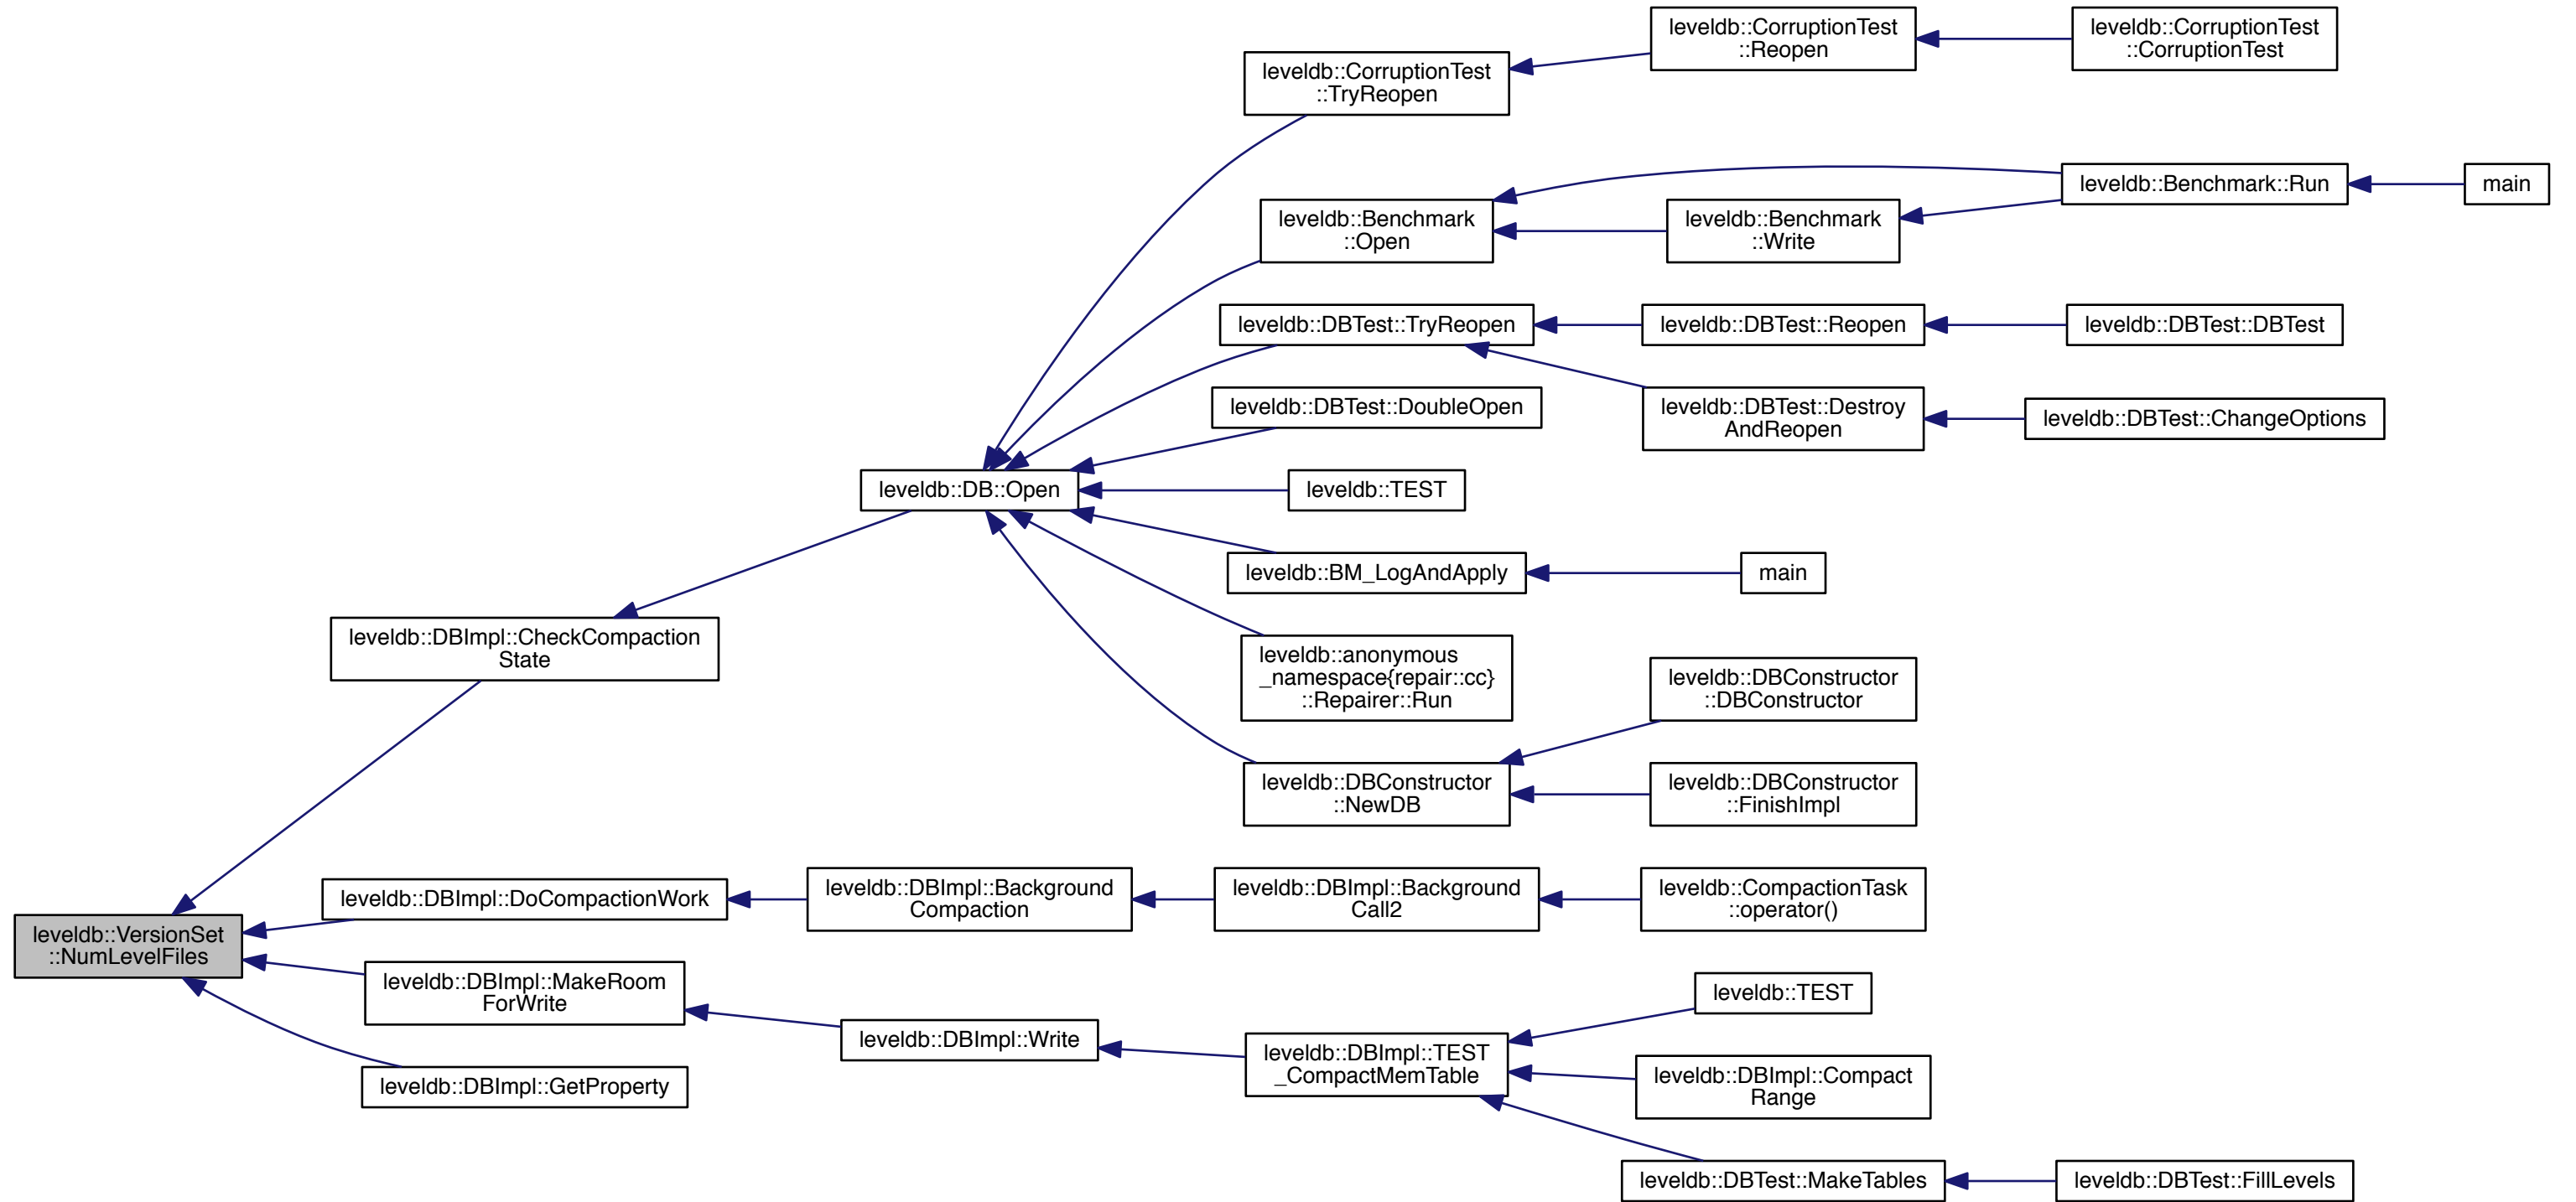 leveldb::CorruptionTest
::Reopen
leveldb::CorruptionTest
::CorruptionTest
leveldb::CorruptionTest
::TryReopen
leveldb::Benchmark::Run
main
leveldb::Benchmark
::Open
leveldb::Benchmark
::Write
leveldb::DBTest::TryReopen
leveldb::DBTest::Reopen
leveldb::DBTest::DBTest
leveldb::DBTest::DoubleOpen
leveldb::DBTest::Destroy
AndReopen
leveldb::DBTest::ChangeOptions
leveldb::DB::Open
leveldb::TEST
leveldb::BM_LogAndApply
main
leveldb::DBImpl::CheckCompaction
State
leveldb::anonymous
_namespace{repair::cc}
::Repairer::Run
leveldb::DBConstructor
::DBConstructor
leveldb::DBConstructor
::NewDB
leveldb::DBConstructor
::FinishImpl
leveldb::DBImpl::DoCompactionWork
leveldb::DBImpl::Background
Compaction
leveldb::DBImpl::Background
Call2
leveldb::CompactionTask
::operator()
leveldb::VersionSet
::NumLevelFiles
leveldb::DBImpl::MakeRoom
ForWrite
leveldb::TEST
leveldb::DBImpl::Write
leveldb::DBImpl::TEST
_CompactMemTable
leveldb::DBImpl::Compact
Range
leveldb::DBImpl::GetProperty
leveldb::DBTest::MakeTables
leveldb::DBTest::FillLevels